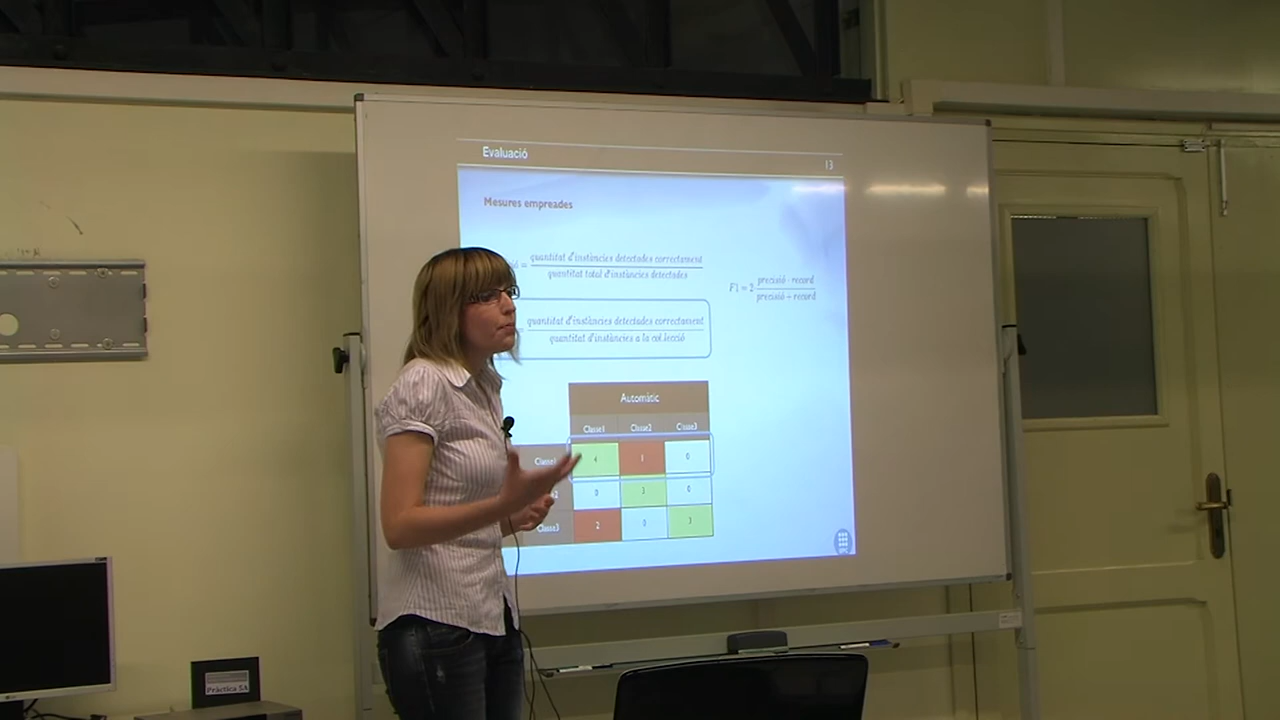 Evaluació
13
Mesures empreades
= quantitat d'instàncies detectades correctament
quantitat total d'instàncies detectades
F1 = 2 precisió · record
precisió + record
= quantitat d'instàncies detectades correctament
quantitat d'instàncies a la col.lecció
Automàtic
Classe1 Classe2 Classe3
4 1 0
0 3 0
Classe3 2 0 3
UPC
Pràctica 5A